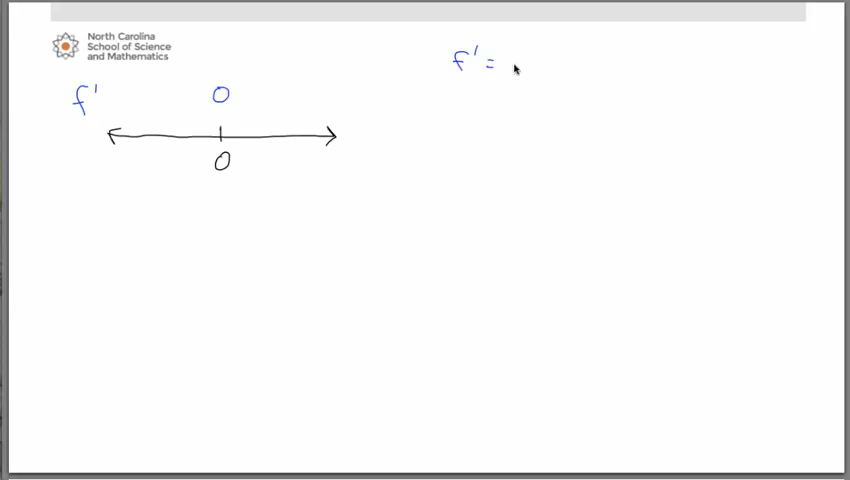 North Carolina
School of Science
and Mathematics
f' =
f' 0
0